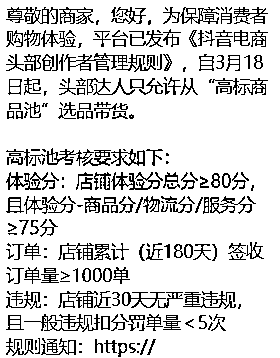 尊敬的商家，您好，为保障消费者
购物体验，平台已发布《抖音电商
头部创作者管理规则》，自3月18
日起，头部达人只允许从“高标商
品池”选品带货。
高标池考核要求如下：
体验分：店铺体验分总分≥80分，
且体验分-商品分/物流分/服务分
≥75分
订单：店铺累计（近180天）签收
订单量≥1000单
违规：店铺近30天无严重违规，
且一般违规扣分罚单量＜5次
规则通知：https://